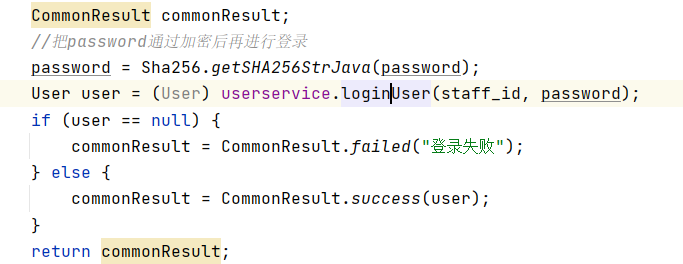 CommonResult commonResult;
//把password通过加密后再进行登录
password = Sha256.getSHA256StrJava(password);
User user = (User) userservice.loginUser(staff_id, password);
if (user == null) {
commonResult = CommonResult.failed("登录失败");
} else {
commonResult = CommonResult.success(user);
}
return commonResult;